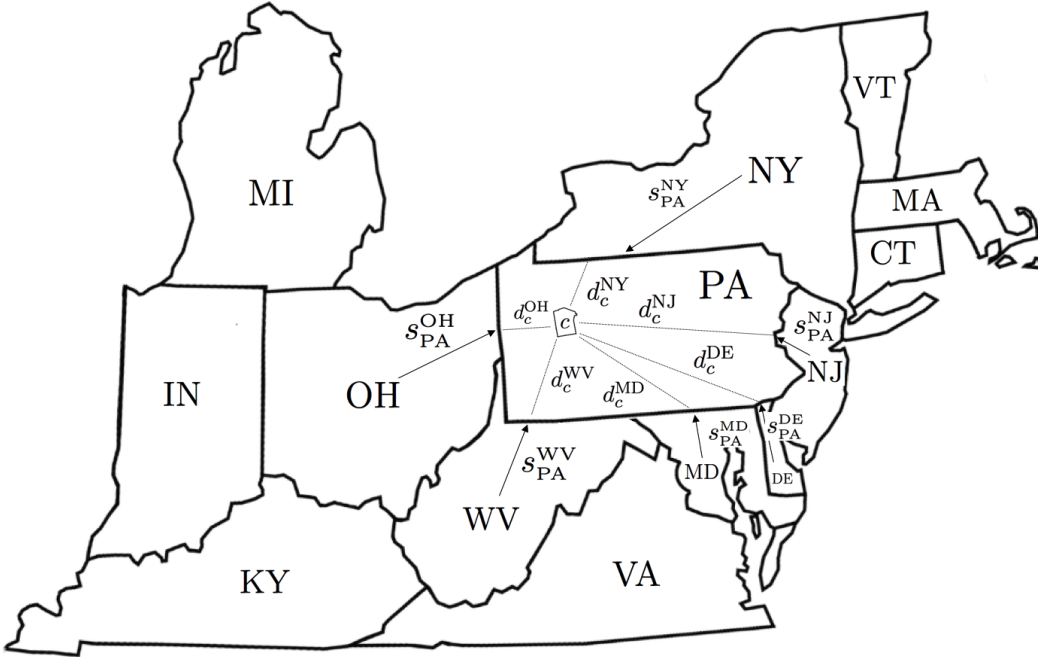 VT
MI
NY
s_PA^NY
MA
CT
PA
d_c^NY
d_c^NJ
d_c^OH
c
s_PA^OH
s_PA^NJ
d_c^DE
NJ
d_c^WV
d_c^MD
IN
OH
s_PA^MD
s_PA^DE
s_PA^WV
MD
DE
WV
KY
VA